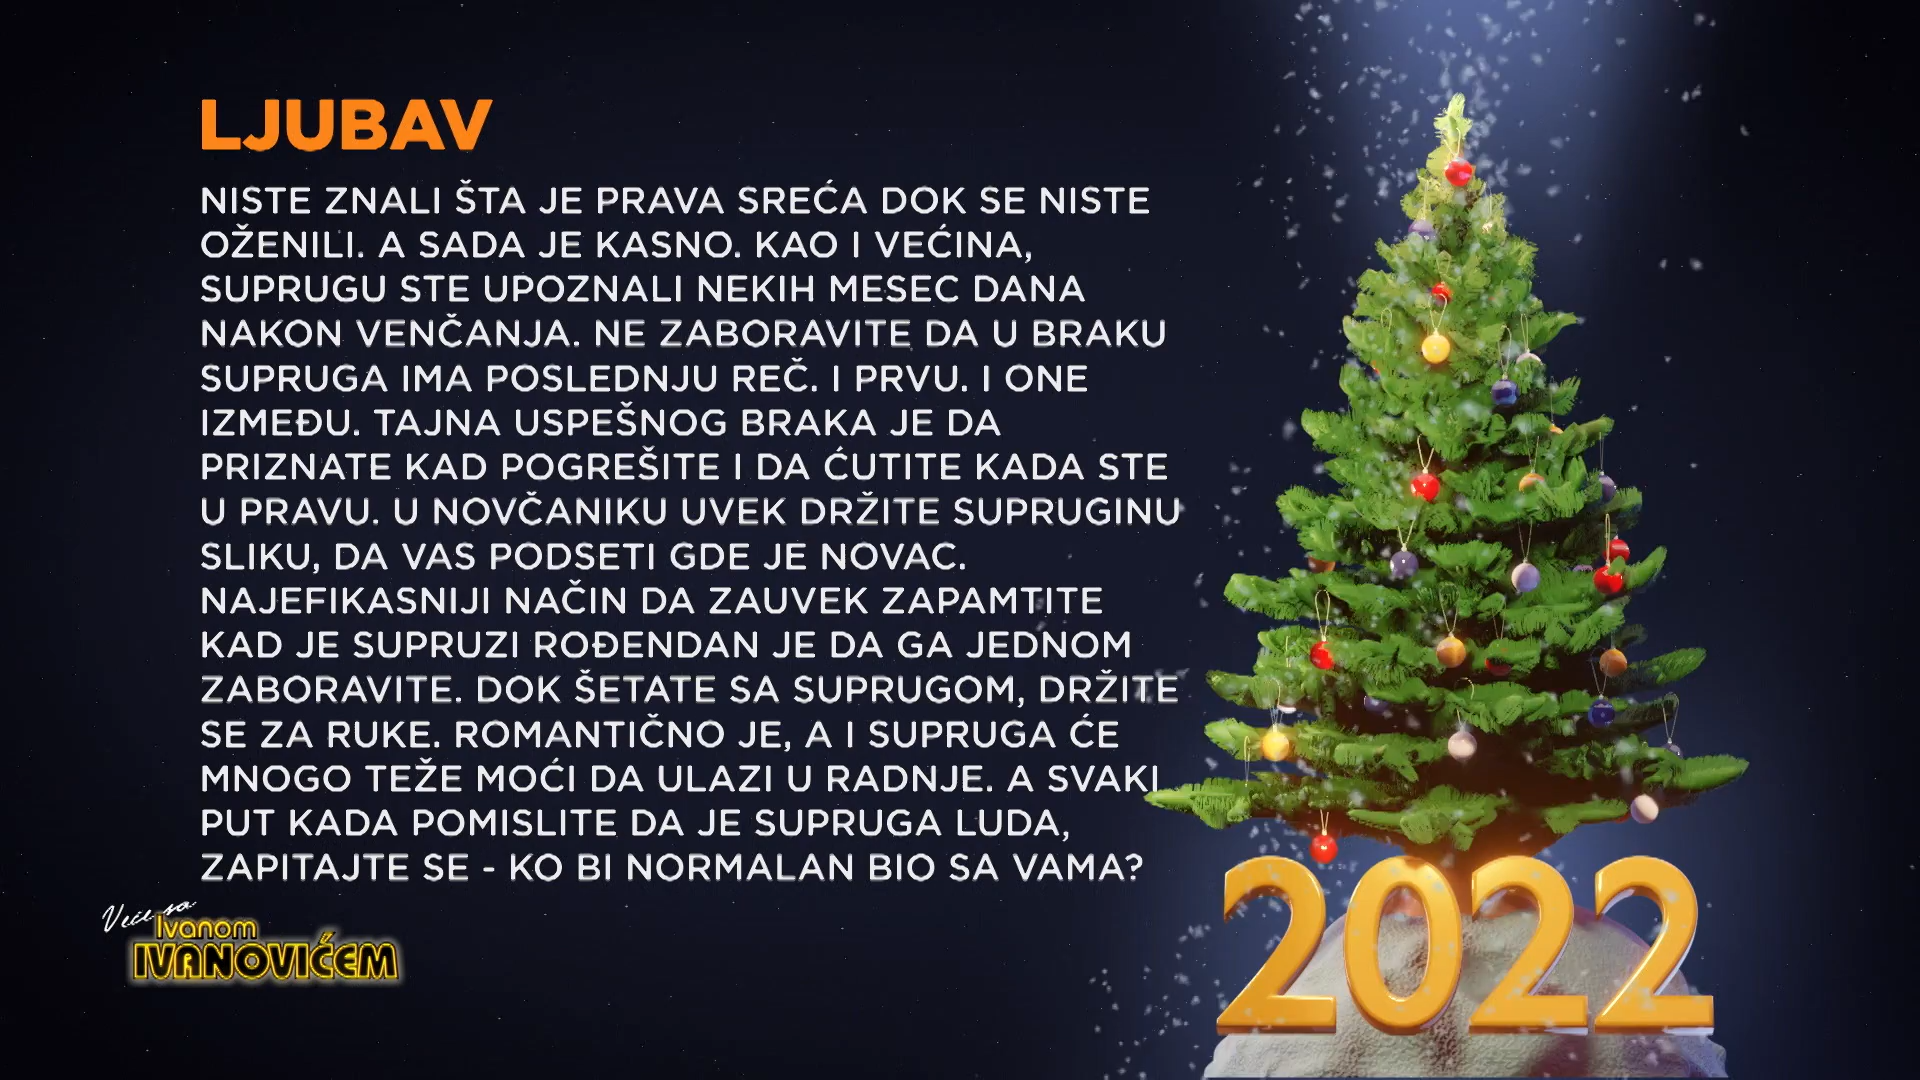 LJUBAV
NISTE ZNALI ŠTA JE PRAVA SREĆA DOK SE NISTE
OŽENILI. A SADA JE KASNO. KAO I VEĆINA,
SUPRUGU STE UPOZNALI NEKIH MESEC DANA
NAKON VENČANJA. NE ZABORAVITE DA U BRAKU
SUPRUGA IMA POSLEDNJU REČ. I PRVU. I ONE
IZMEĐU. TAJNA USPEŠNOG BRAKA JE DA
PRIZNATE KAD POGREŠITE I DA ĆUTITE KADA STE
U PRAVU. U NOVČANIKU UVEK DRŽITE SUPRUGINU
SLIKU, DA VAS PODSETI GDE JE NOVAC.
NAJEFIKASNIJI NAČIN DA ZAUVEK ZAPAMTITE
KAD JE SUPRUZI ROĐENDAN JE DA GA JEDNOM
ZABORAVITE. DOK ŠETATE SA SUPRUGOM, DRŽITE
SE ZA RUKE. ROMANTIČNO JE, A I SUPRUGA ĆE
MNOGO TEŽE MOĆI DA ULAZI U RADNJE. A SVAKI
PUT KADA POMISLITE DA JE SUPRUGA LUDA,
ZAPITAJTE SE - KO BI NORMALAN BIO SA VAMA?
Veče sa
Ivanom
IVANOVIĆEM
2022